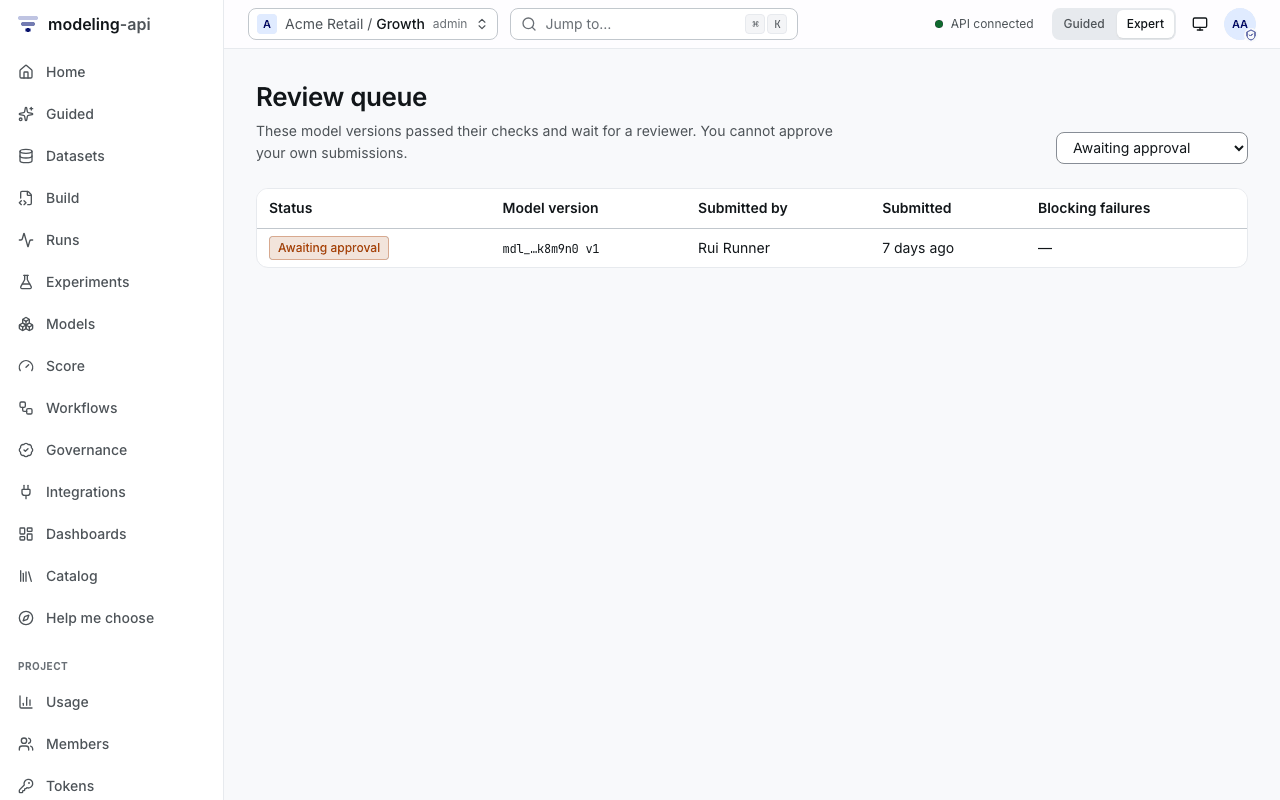 modeling-api
A Acme Retail / Growth admin
Jump to... ⌘ K
API connected
Guided Expert
AA
Home
Guided
Datasets
Build
Runs
Experiments
Models
Score
Workflows
Governance
Integrations
Dashboards
Catalog
Help me choose
PROJECT
Usage
Members
Tokens
Review queue
These model versions passed their checks and wait for a reviewer. You cannot approve
your own submissions.
Awaiting approval
Status Model version Submitted by Submitted Blocking failures
Awaiting approval mdl_…k8m9n0 v1 Rui Runner 7 days ago —